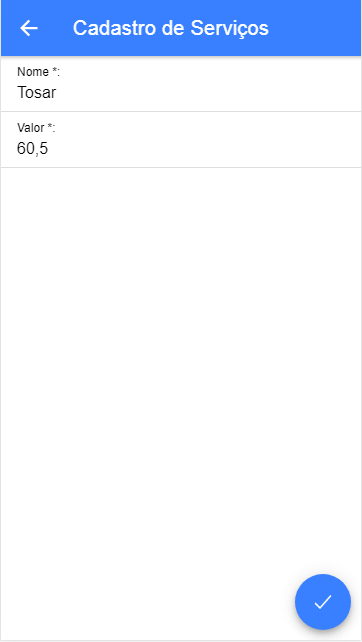 Cadastro de Serviços
Nome *:
Tosar
Valor *:
60,5